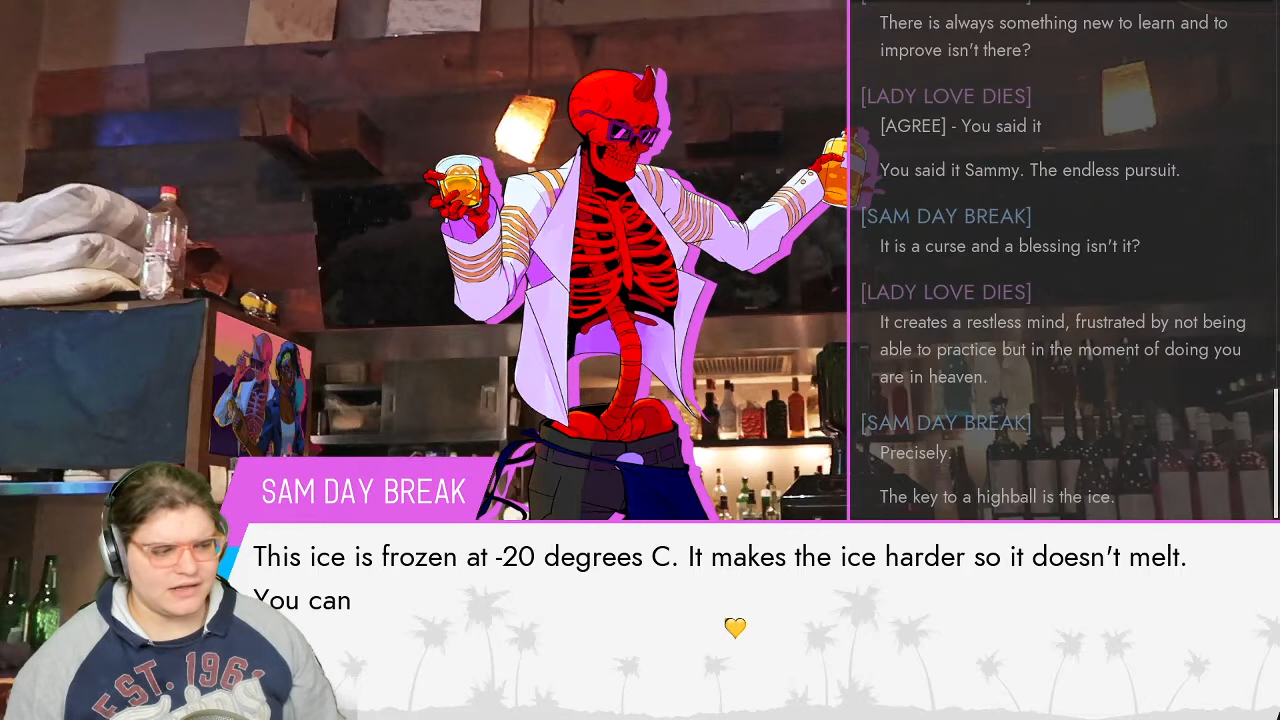 There is always something new to learn and to
improve isn't there?
[LADY LOVE DIES]
[AGREE] - You said it
You said it Sammy. The endless pursuit.
[SAM DAY BREAK]
It is a curse and a blessing isn't it?
[LADY LOVE DIES]
It creates a restless mind, frustrated by not being
able to practice but in the moment of doing you
are in heaven.
[SAM DAY BREAK]
Precisely.
The key to a highball is the ice.
SAM DAY BREAK
This ice is frozen at -20 degrees C. It makes the ice harder so it doesn't melt.
You can
EST. 196